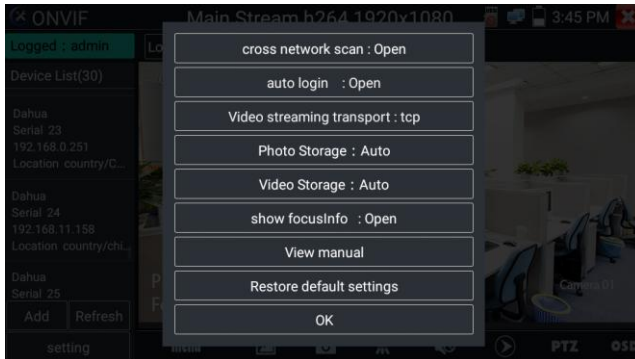 ONVIF
Main Stream h264 1920x1080
3:45 PM
Logged : admin
Lo
Device List(30)
Dahua
Serial 23
192.168.0.251
Location country/C...
Dahua
Serial 24
192.168.11.158
Location country/chi...
Dahua
Serial 25
Add
Refresh
setting
cross network scan : Open
auto login : Open
Video streaming transport : tcp
Photo Storage : Auto
Video Storage : Auto
show focusInfo : Open
View manual
Restore default settings
OK
Camera 01
PTZ
OSD